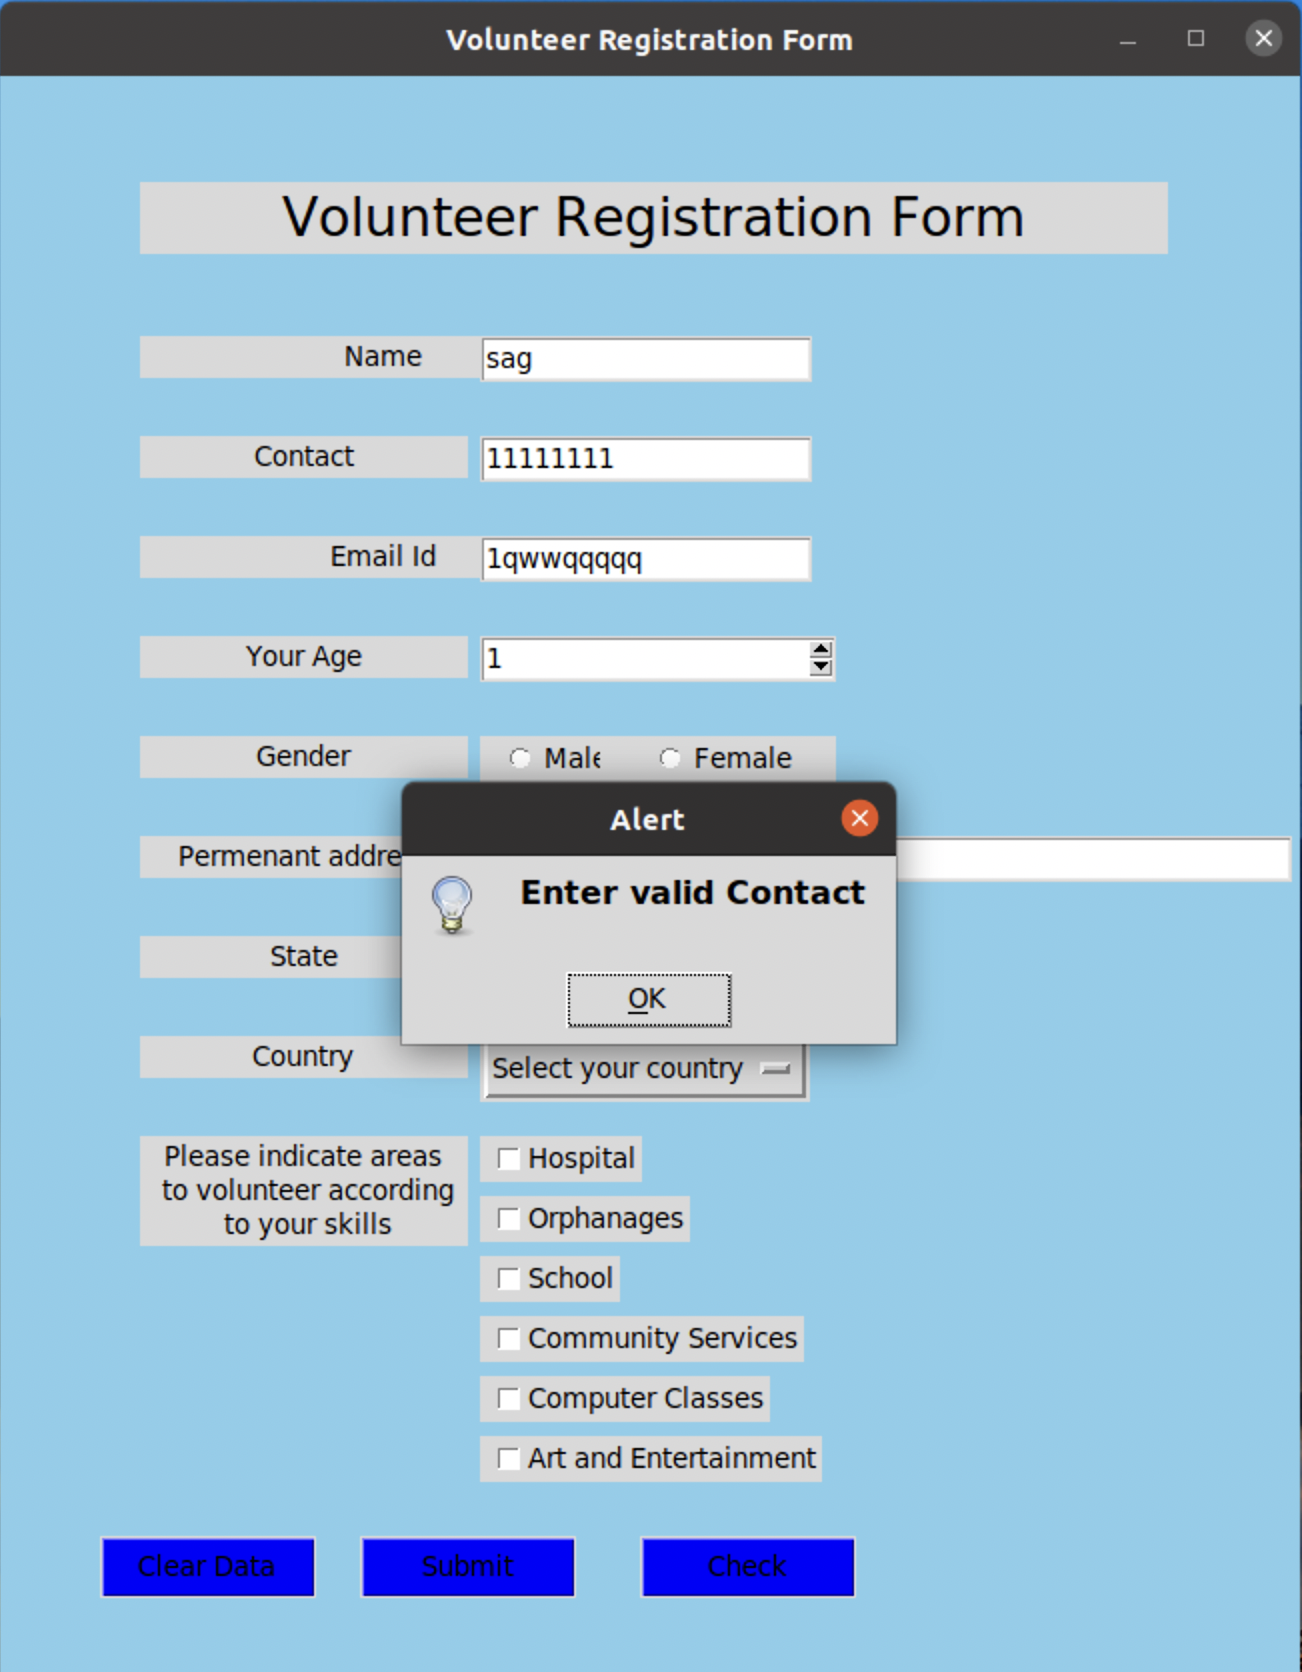 Volunteer Registration Form
Volunteer Registration Form
Name sag
Contact 11111111
Email Id 1qwwqqqqq
Your Age 1
Gender Male Female
Alert
Permenant addre
Enter valid Contact
State
OK
Country Select your country
Please indicate areas
to volunteer according
to your skills
Hospital
Orphanages
School
Community Services
Computer Classes
Art and Entertainment
Clear Data Submit Check